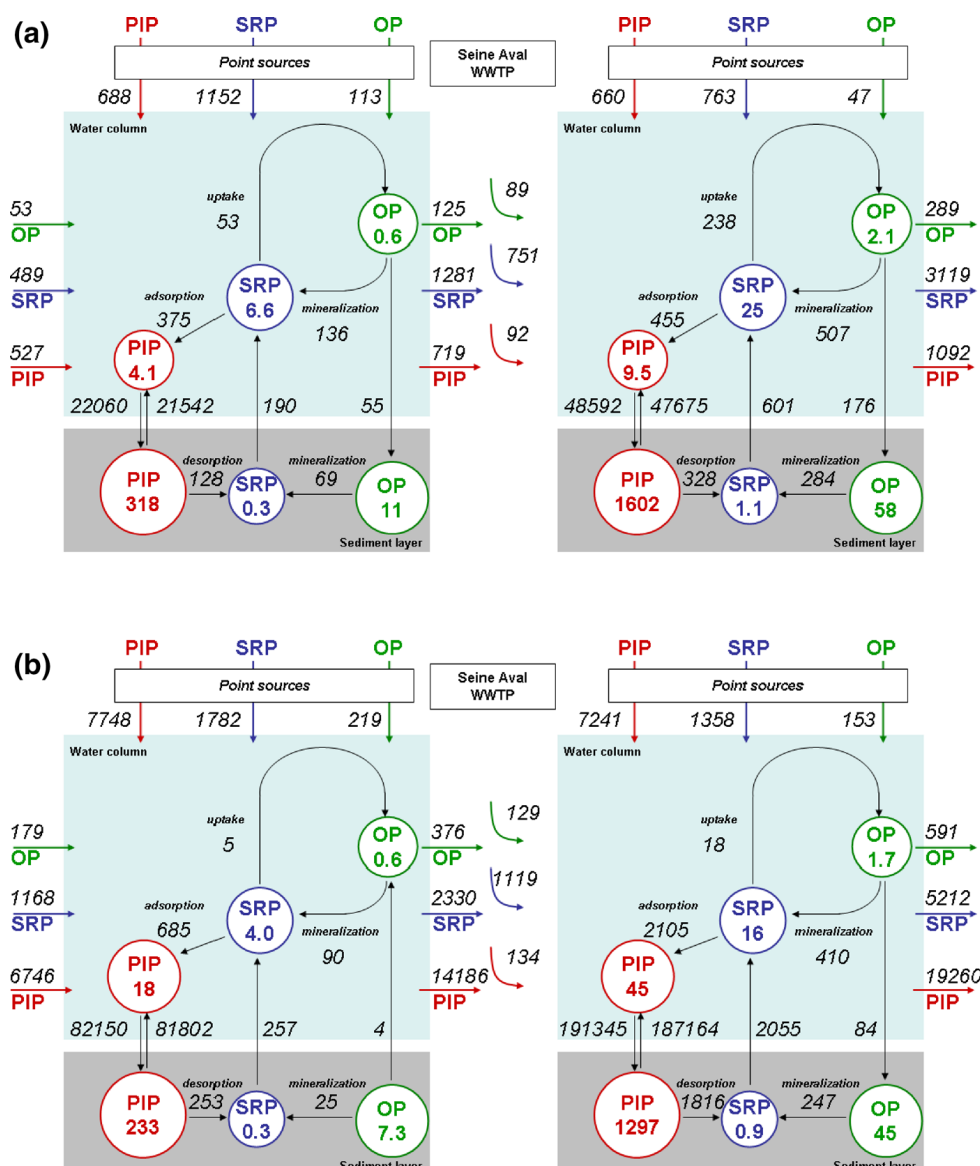 (a)
PIP SRP OP
Point sources
688 1152 113
Seine Aval
WWTP
PIP SRP OP
Point sources
660 763 47
Water column
uptake
53
OP
0.6
53
OP
125
OP
89
489
SRP
SRP
6.6
1281
SRP
751
adsorption
375
mineralization
136
527
PIP
PIP
4.1
719
PIP
92
22060 21542 190 55
PIP
318
desorption
128
SRP
0.3
mineralization
69
OP
11
Sediment layer
Water column
uptake
238
OP
2.1
289
OP
SRP
25
3119
SRP
adsorption
455
mineralization
507
PIP
9.5
1092
PIP
48592 47675 601 176
PIP
1602
desorption
328
SRP
1.1
mineralization
284
OP
58
Sediment layer
(b)
PIP SRP OP
Point sources
7748 1782 219
Seine Aval
WWTP
PIP SRP OP
Point sources
7241 1358 153
Water column
uptake
5
OP
0.6
179
OP
376
OP
129
1168
SRP
SRP
4.0
2330
SRP
1119
adsorption
685
mineralization
90
6746
PIP
PIP
18
14186
PIP
134
82150 81802 257 4
PIP
233
desorption
253
SRP
0.3
mineralization
25
OP
7.3
Sediment layer
Water column
uptake
18
OP
1.7
591
OP
SRP
16
5212
SRP
adsorption
2105
mineralization
410
PIP
45
19260
PIP
191345 187164 2055 84
PIP
1297
desorption
1816
SRP
0.9
mineralization
247
OP
45
Sediment layer